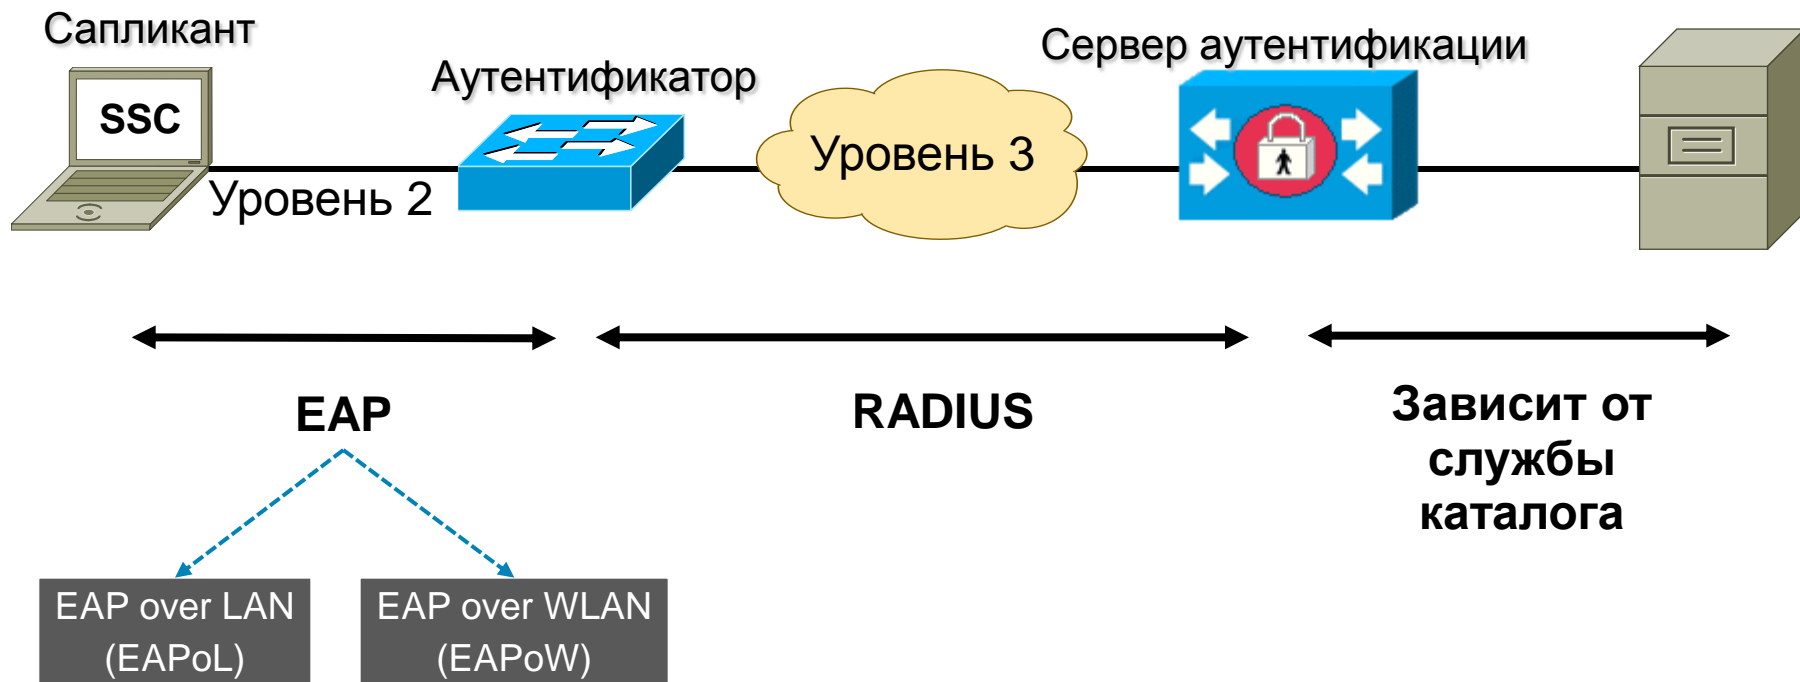 Сапликант
SSC
Уровень 2
Аутентификатор
Уровень 3
Сервер аутентификации
EAP
RADIUS
Зависит от
службы
каталога
EAP over LAN
(EAPoL)
EAP over WLAN
(EAPoW)